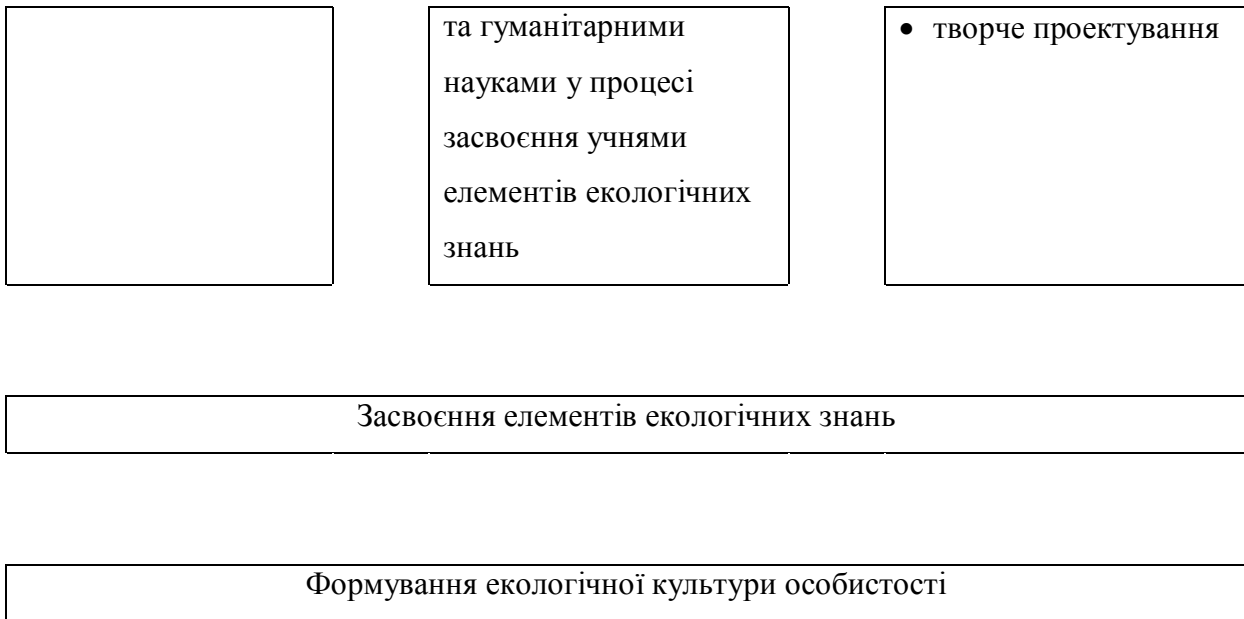 та гуманітарними
науками у процесі
засвоєння учнями
елементів екологічних
знань
• творче проектування
Засвоєння елементів екологічних знань
Формування екологічної культури особистості